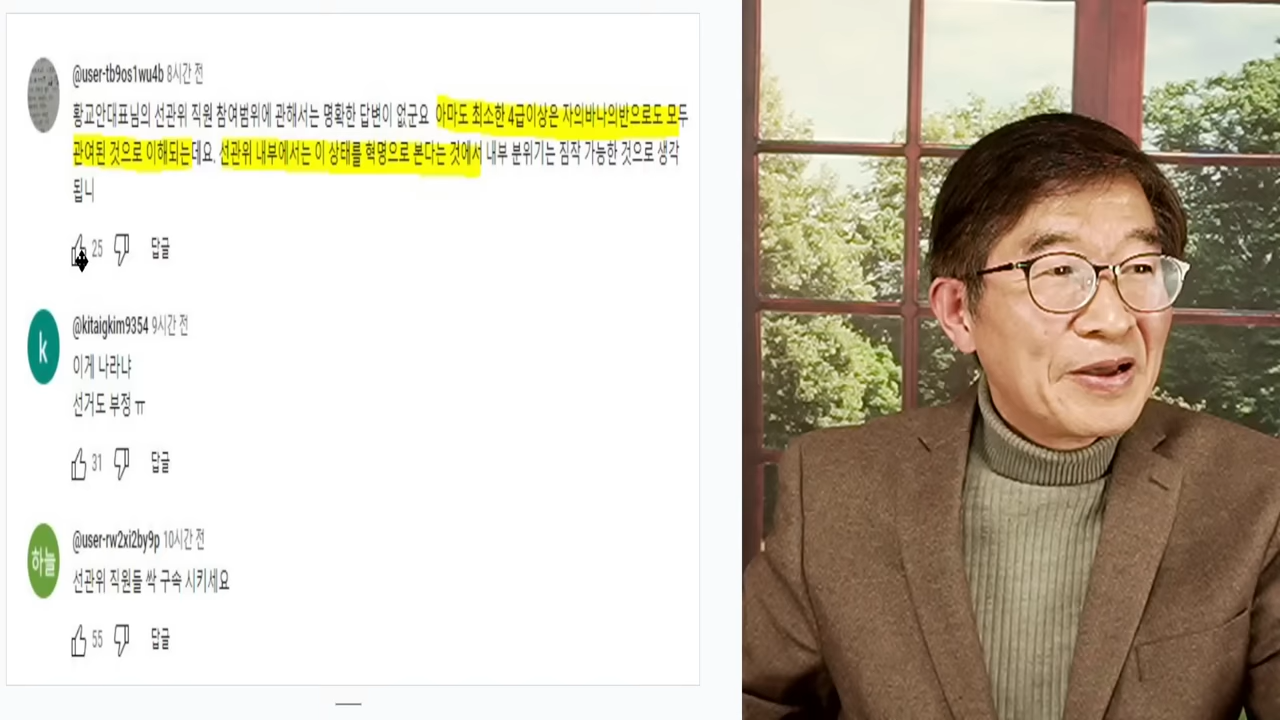 @user-tb9os1wu4b 8시간 전
황교안대표님의 선관위 직원 참여범위에 관해서는 명확한 답변이 없군요 아마도 최소한 4급이상은 자의바나의반으로도 모두
관여된 것으로 이해되는데요. 선관위 내부에서는 이 상태를 혁명으로 본다는 것에서 내부 분위기는 짐작 가능한 것으로 생각
됩니
25 답글
k
@kitaigkim9354 9시간 전
이게 나라냐
선거도 부정 ㅠ
31 답글
하늘
@user-rw2xi2by9p 10시간 전
선관위 직원들 싹 구속 시키세요
55 답글